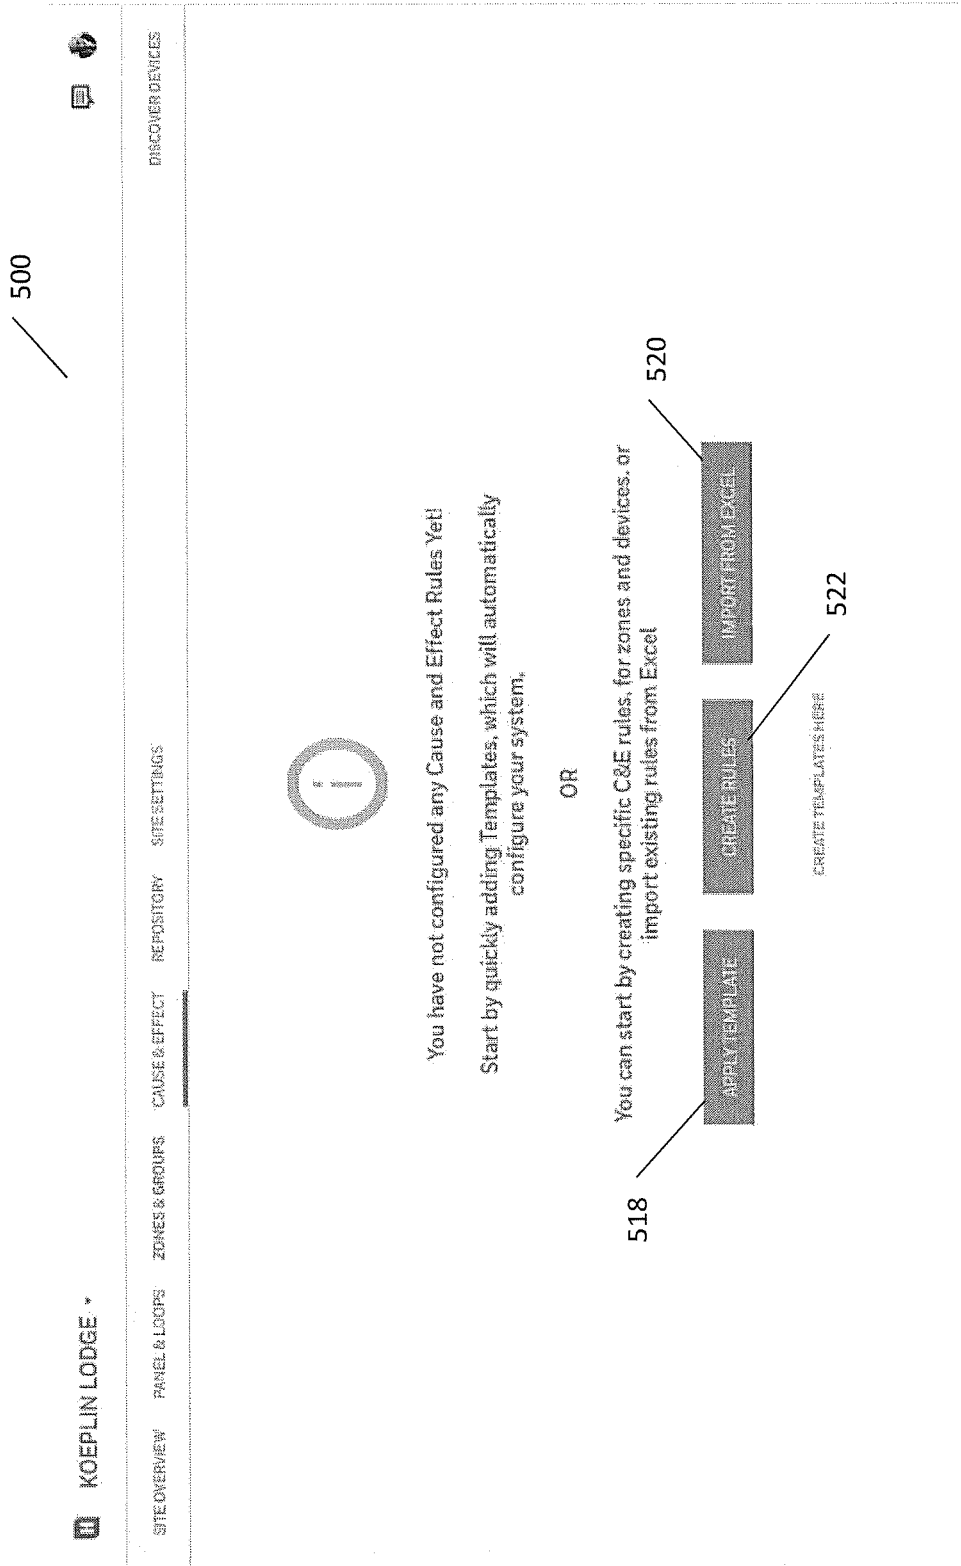 500
KOEPLIN LODGE
SITE OVERVIEW PANEL & LOOPS ZONES & GROUPS CAUSE & EFFECT REPOSITORY SITE SETTINGS DISCOVER DEVICES
i
You have not configured any Cause and Effect Rules Yet!
Start by quickly adding Templates, which will automatically
configure your system,
OR
You can start by creating specific C&E rules, for zones and devices, or
import existing rules from Excel
518
520
APPLY TEMPLATE CREATE RULES IMPORT FROM EXCEL
522
CREATE TEMPLATES HERE